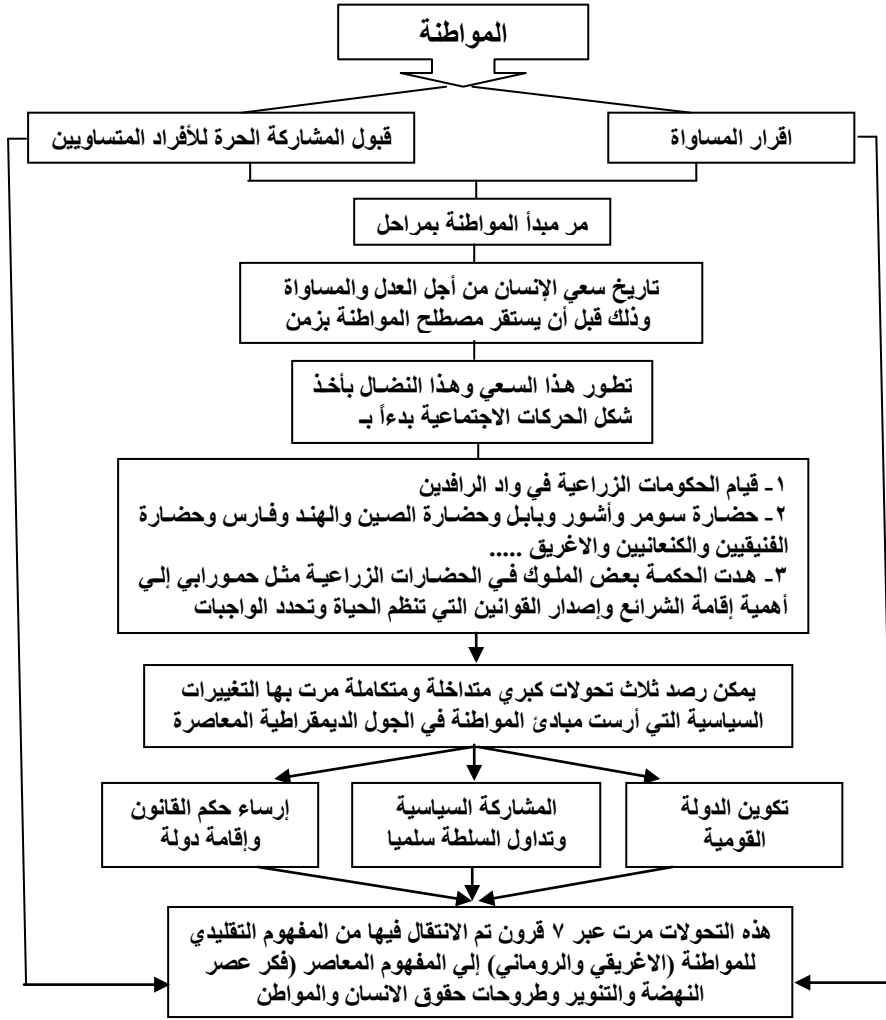 المواطنة
اقرار المساواة
قبول المشاركة الحرة للأفراد المتساويين
مر مبدأ المواطنة بمراحل
تاريخ سعي الإنسان من أجل العدل والمساواة
وذلك قبل أن يستقر مصطلح المواطنة بزمن
تطور هذا السعي وهذا النضال بأخذ
شكل الحركات الاجتماعية بدءاً بـ
١- قيام الحكومات الزراعية في واد الرافدين
٢- حضارة سومر وأشور وبابل وحضارة الصين والهند وفارس وحضارة
الفنيقيين والكنعانيين والاغريق .....
٣- هدت الحكمة بعض الملوك في الحضارات الزراعية مثل حمورابي إلي
أهمية إقامة الشرائع وإصدار القوانين التي تنظم الحياة وتحدد الواجبات
يمكن رصد ثلاث تحولات كبري متداخلة ومتكاملة مرت بها التغييرات
السياسية التي أرست مبادئ المواطنة في الجول الديمقراطية المعاصرة
تكوين الدولة
القومية
المشاركة السياسية
وتداول السلطة سلميا
إرساء حكم القانون
وإقامة دولة
هذه التحولات مرت عبر ٧ قرون تم الانتقال فيها من المفهوم التقليدي
للمواطنة (الاغريقي والروماني) إلي المفهوم المعاصر (فكر عصر
النهضة والتنوير وطروحات حقوق الانسان والمواطن